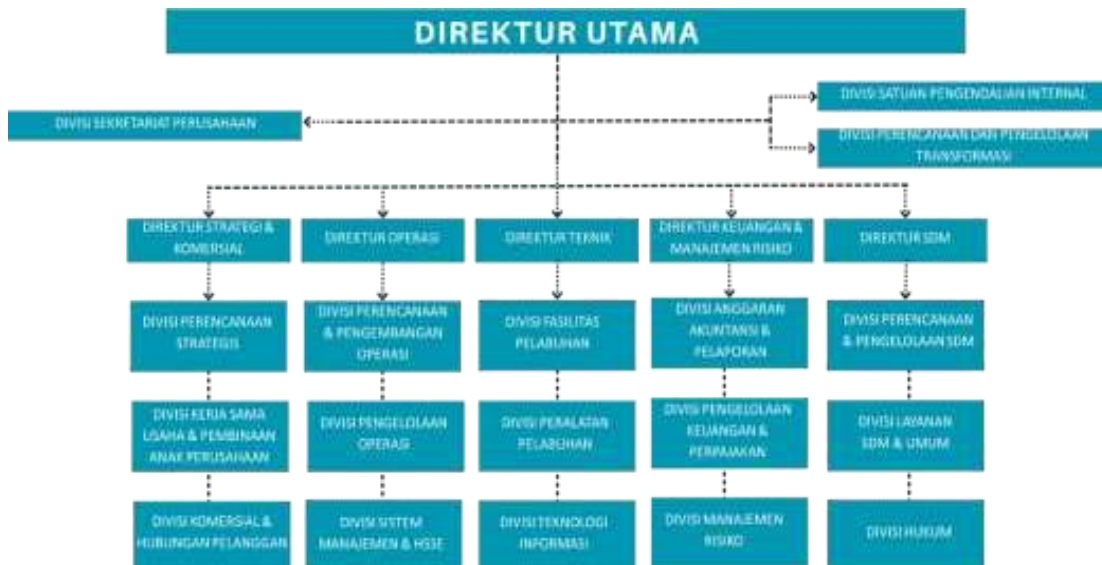 DIREKTUR UTAMA
DIVISI SATUAN PENGENDALIAN INTERNAL
DIVISI SEKRETARIAT PERUSAHAAN
DIVISI PERENCANAAN DAN PENGELOLAAN
TRANSFORMASI
DIREKTUR STRATEGI &
KOMERSIAL
DIREKTUR OPERASI
DIREKTUR TEKNIK
DIREKTUR KEUANGAN &
MANAJEMEN RISIKO
DIREKTUR SDM
DIVISI PERENCANAAN
STRATEGIS
DIVISI PERENCANAAN
& PENGEMBANGAN
OPERASI
DIVISI FASILITAS
PELABUHAN
DIVISI ANGGARAN
AKUNTANSI &
PELAPORAN
DIVISI PERENCANAAN
& PENGELOLAAN SDM
DIVISI KERJA SAMA
USAHA & PEMBINAAN
ANAK PERUSAHAAN
DIVISI PENGELOLAAN
OPERASI
DIVISI PERALATAN
PELABUHAN
DIVISI PENGELOLAAN
KEUANGAN &
PERPAJAKAN
DIVISI LAYANAN
SDM & UMUM
DIVISI KOMERSIAL &
HUBUNGAN PELANGGAN
DIVISI SISTEM
MANAJEMEN & HSSE
DIVISI TEKNOLOGI
INFORMASI
DIVISI MANAJEMEN
RISIKO
DIVISI HUKUM